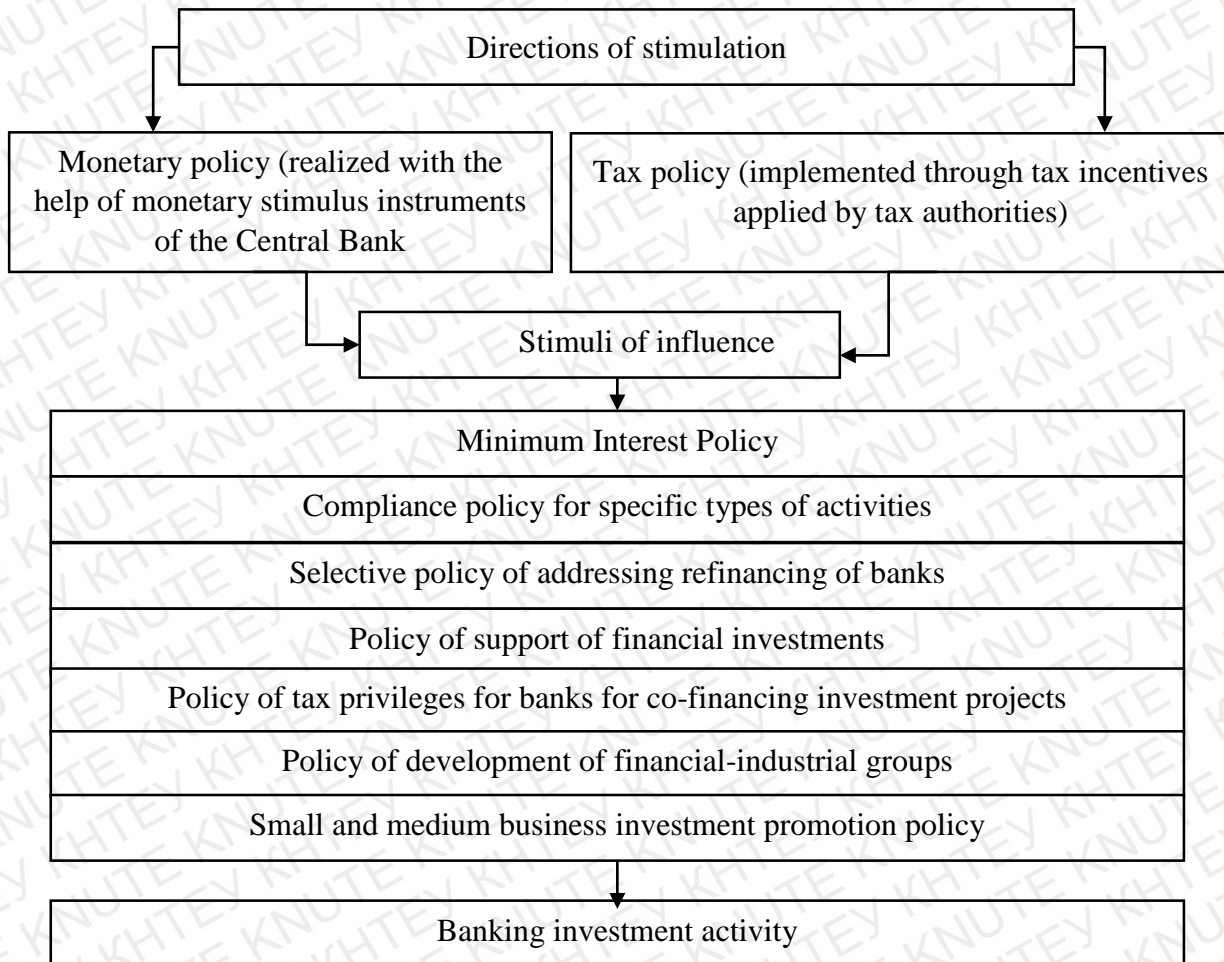 Directions of stimulation
Monetary policy (realized with the
help of monetary stimulus instruments
of the Central Bank
Tax policy (implemented through tax incentives
applied by tax authorities)
Stimuli of influence
Minimum Interest Policy
Compliance policy for specific types of activities
Selective policy of addressing refinancing of banks
Policy of support of financial investments
Policy of tax privileges for banks for co-financing investment projects
Policy of development of financial-industrial groups
Small and medium business investment promotion policy
Banking investment activity